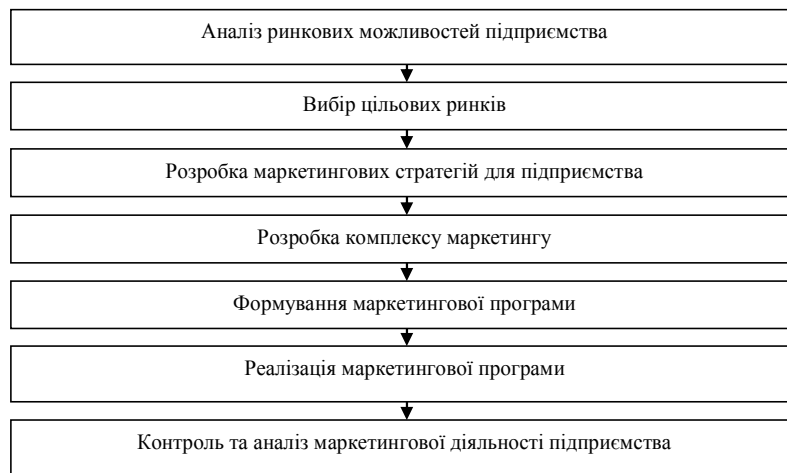 Аналіз ринкових можливостей підприємства
Вибір цільових ринків
Розробка маркетингових стратегій для підприємства
Розробка комплексу маркетингу
Формування маркетингової програми
Реалізація маркетингової програми
Контроль та аналіз маркетингової діяльності підприємства